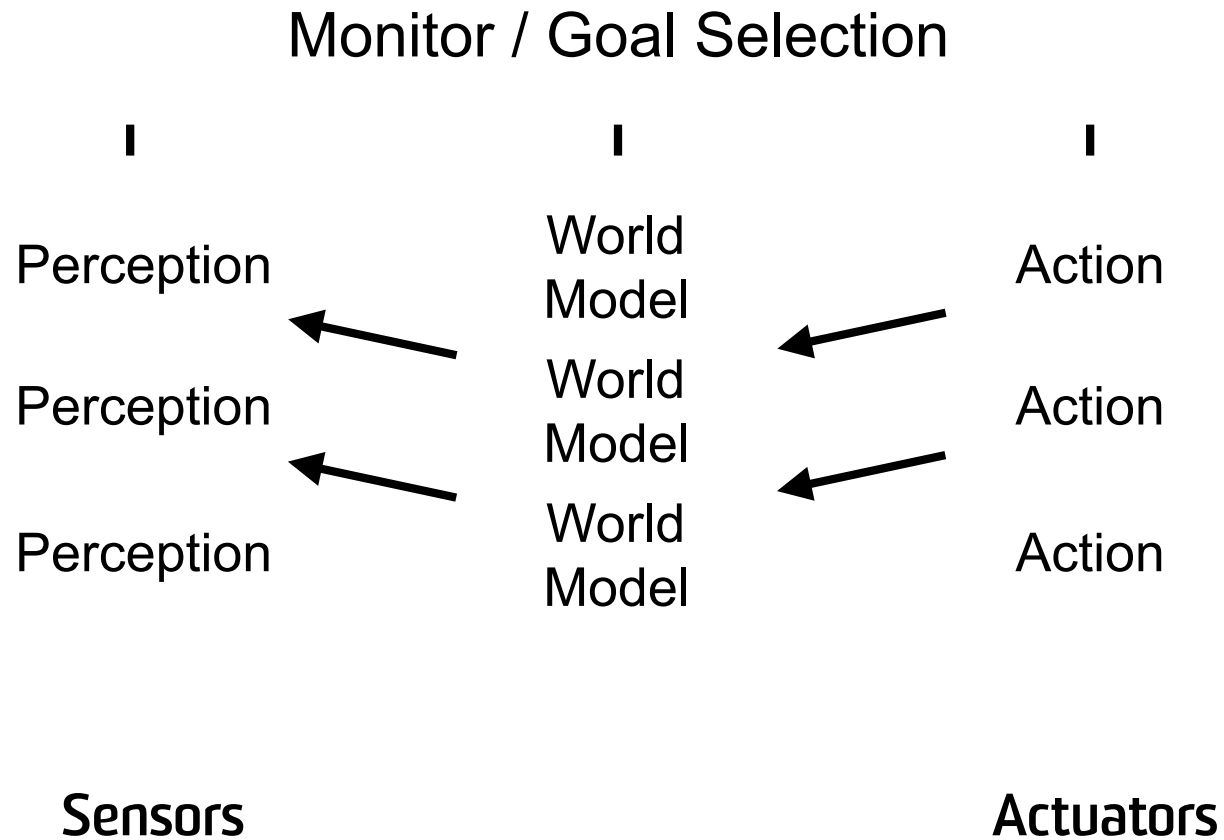 Monitor / Goal Selection
Perception
World
Model
Action
Perception
World
Model
Action
Perception
World
Model
Action
Sensors
Actuators